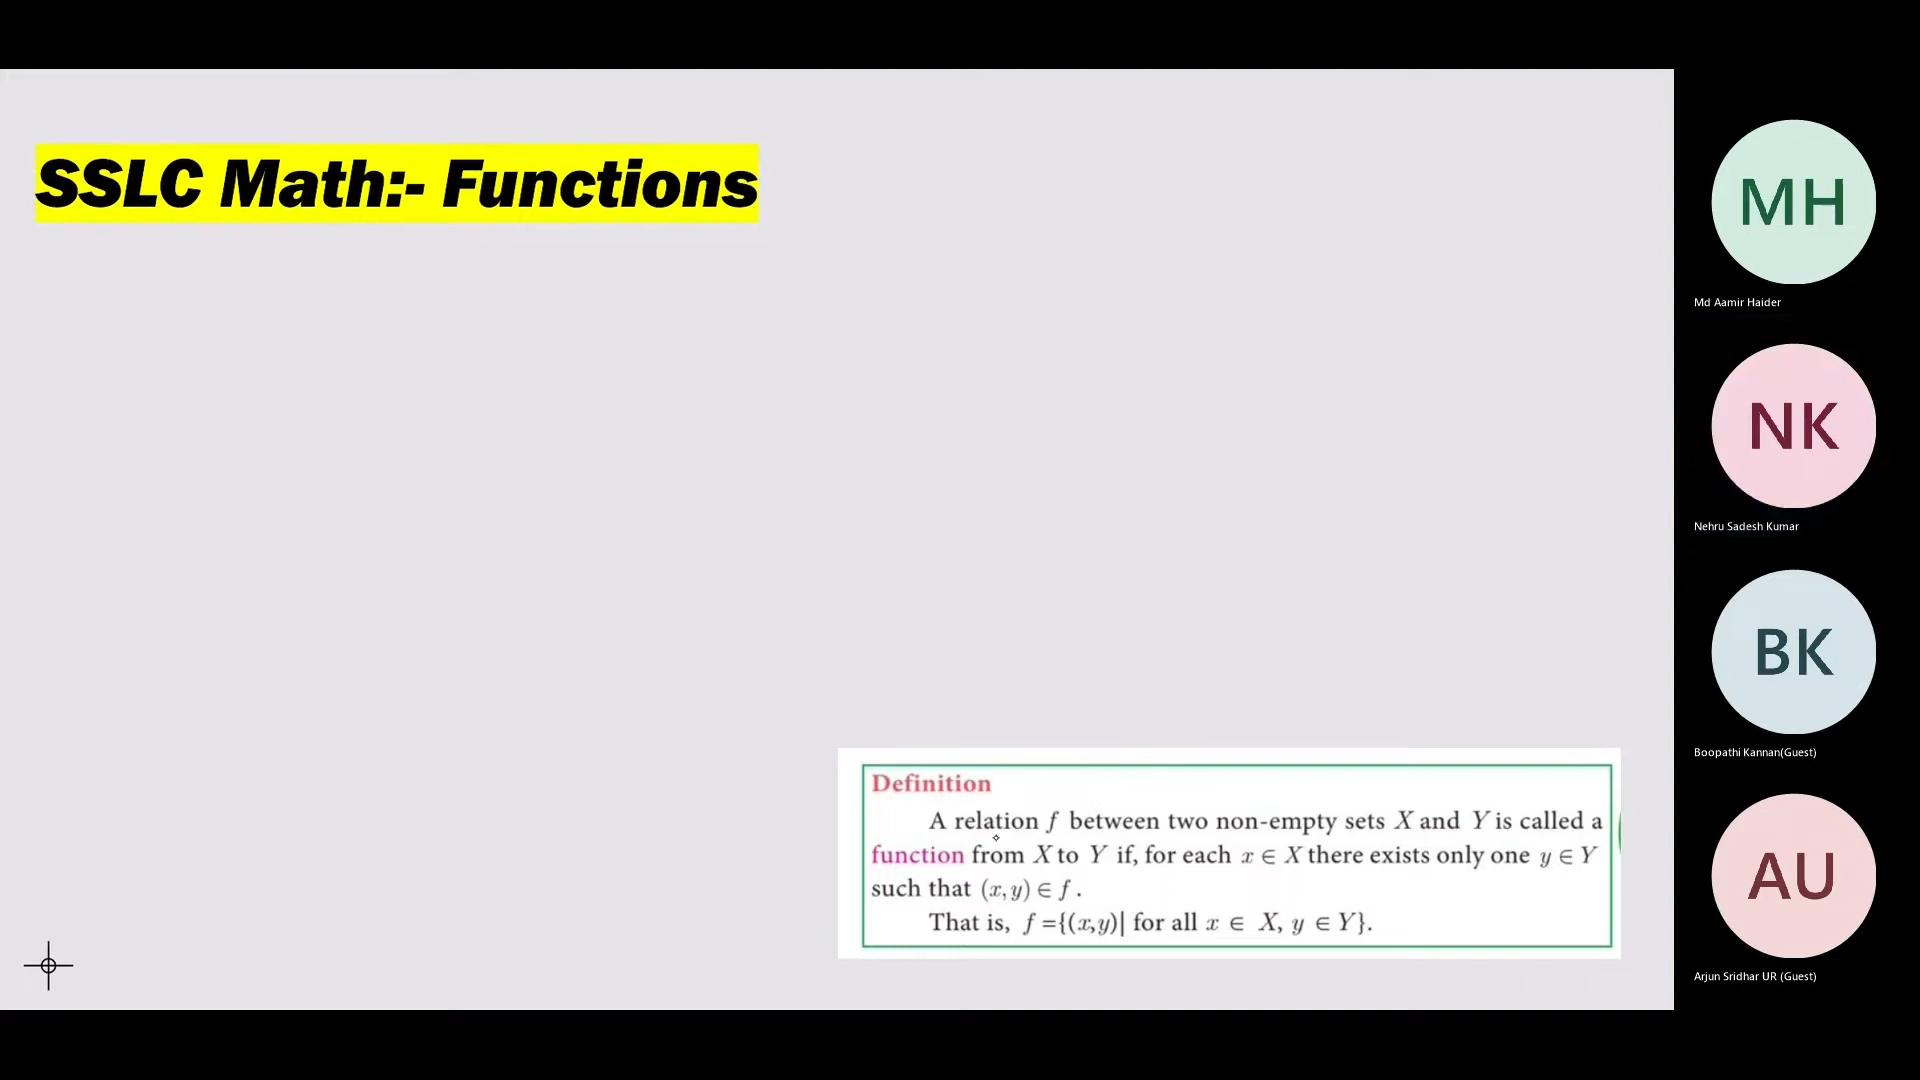 SSLC Math:- Functions
Definition
A relation f between two non-empty sets X and Y is called a
function from X to Y if, for each x ∈ X there exists only one y ∈ Y
such that (x,y) ∈ f .
That is, f ={(x,y)| for all x ∈ X, y ∈ Y}.
MH
Md Aamir Haider
NK
Nehru Sadesh Kumar
BK
Boopathi Kannan(Guest)
AU
Arjun Sridhar UR (Guest)